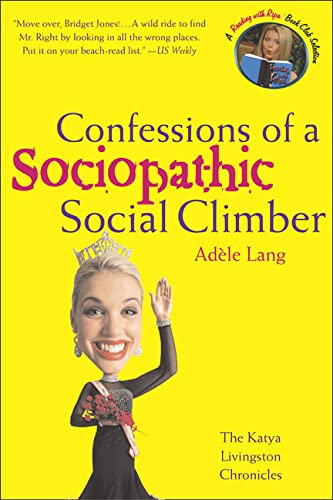 "Move over, Bridget Jones!...A wild ride to find
Mr. Right by looking in all the wrong places.
Put it on your beach-read list."—US Weekly
A Reading with Ripa Book Club Selection
Confessions of a
Sociopathic
Social Climber
Adèle Lang
The Katya
Livingston
Chronicles